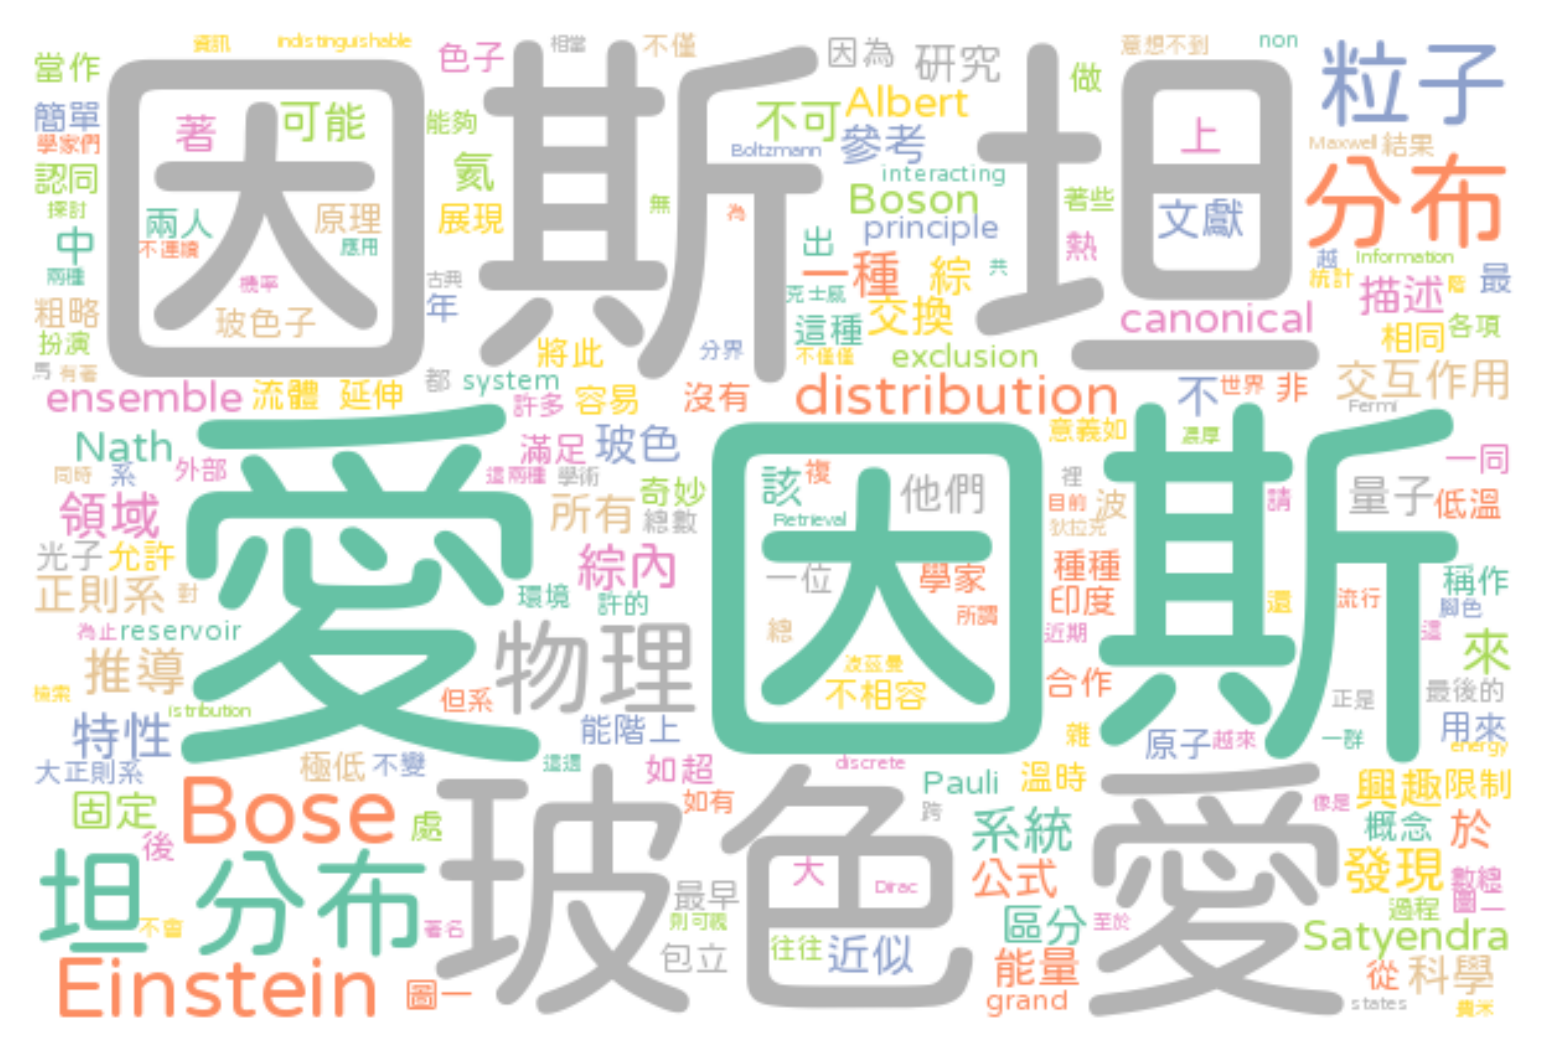 資訊
indistinguishable
色子
相當
不僅
因為
研究
意想不到
non
當作
因斯坦
做
粒子
簡單
著
可能
能夠
不可
Albert
上
學家們
Boltzmann
參考
Maxwell
結果
認同
氦
interacting
分布
探討
兩人
原理
展現
無
為
Boson
著些
文獻
中
不連續
應用
principle
出
熱
Information
兩種
機率
古典
一種
綜
共
越
統計
階
最
粗略
玻色子
年
克士威
交換
canonical
描述
扮演
將此
分界
這種
不僅僅
exclusion
相同
各項
馬
有著
都
system
ensemble
流體
延伸
許多
容易
沒有
distribution
不
世界
非
交互作用
Fermi
Nath
愛
滿足
玻色
因斯
意義如
濃厚
同時
系
外部
這兩種
學術
奇妙
該
複
他們
裡
請
一同
領域
所有
總數
Retrieval
目前
波
量子
低溫
狄拉克
光子
允許
綜內
一位
學家
種種
稱作
正則系
對
環境
許的
所謂
印度
還
流行
腳色
為止
reservoir
物理
總
近期
這
來
推導
波茲曼
不相容
合作
檢索
istribution
但系
正是
最後的
特性
能階上
雜
原子
越來
一群
用來
energy
大正則系
極低
不變
這週
如超
discrete
Pauli
溫時
興趣
限制
固定
Bose
處
玻色
如有
跨
系統
愛
像是
概念
於
後
坦
分布
大
Dirac
公式
發現
數總
最早
圖一
不會
著名
則可視
區分
至於
過程
包立
往往
近似
Satyendra
Einstein
圖一
能量
從
科學
grand
states
費米